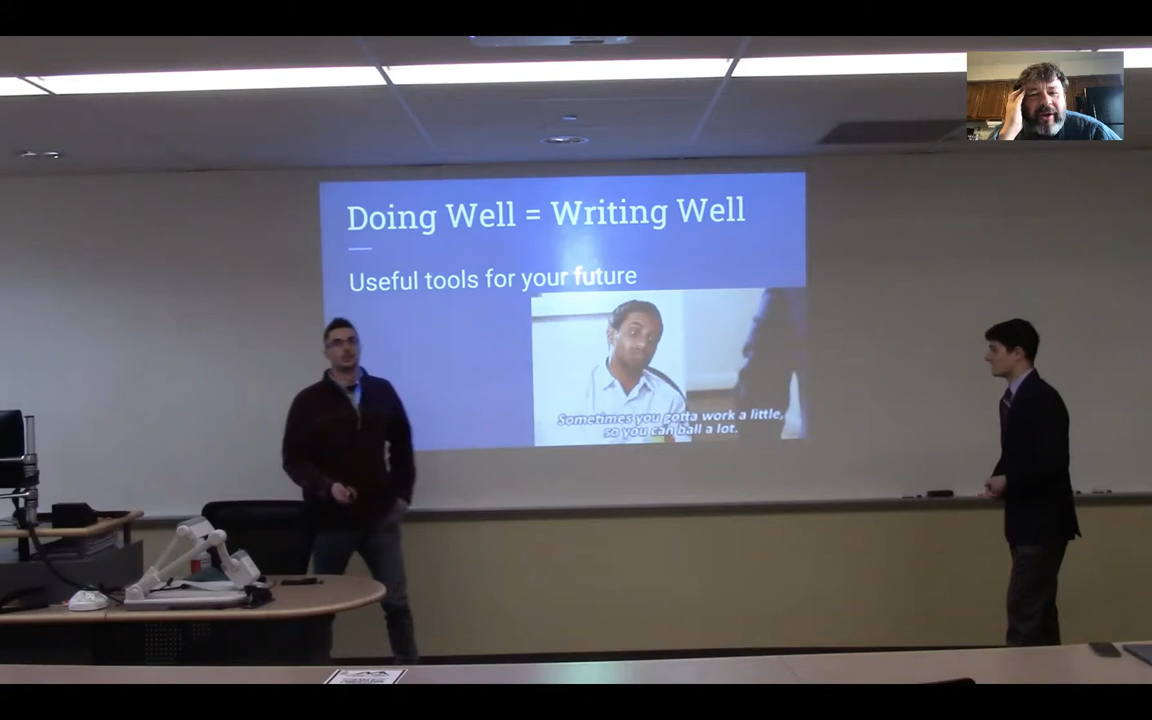 Doing Well = Writing Well
Useful tools for your future
Sometimes you gotta work a little,
so you can ball a lot.